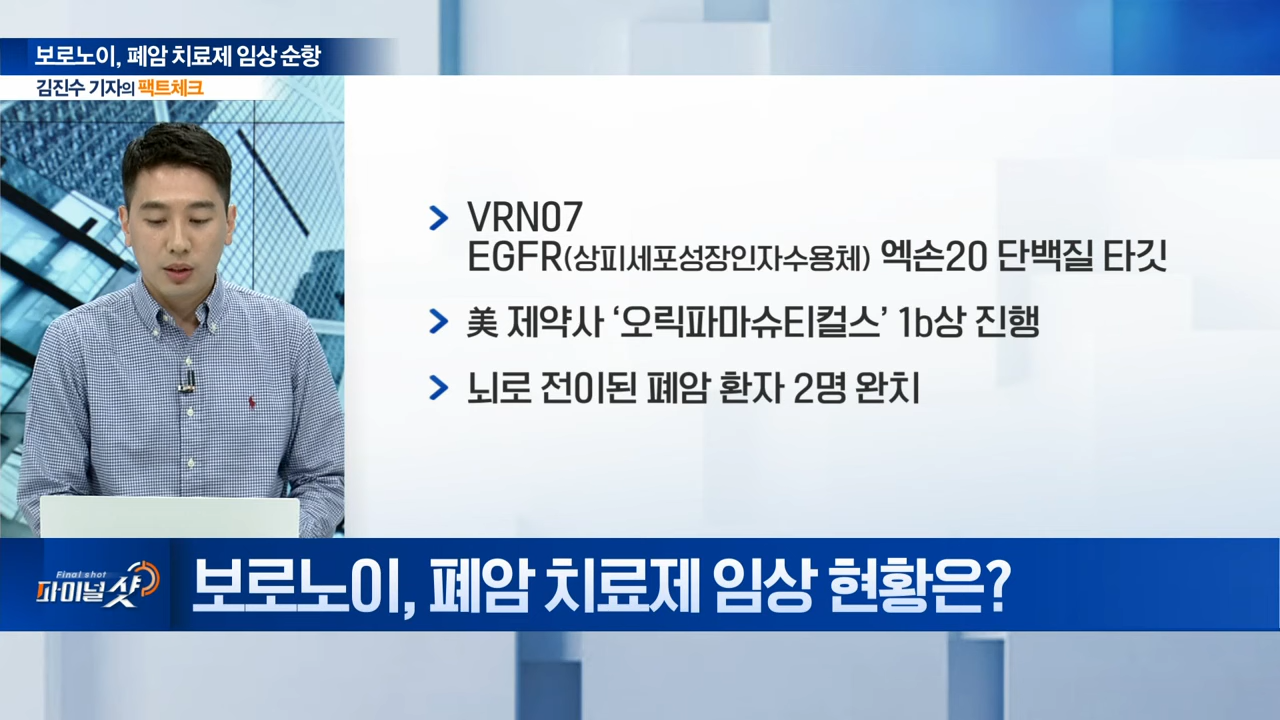 보로노이, 폐암 치료제 임상 순항
김진수 기자의 팩트체크
VRN07
EGFR(상피세포성장인자수용체) 엑손20 단백질 타깃
美 제약사 ‘오릭파마슈티컬스’ 1b상 진행
뇌로 전이된 폐암 환자 2명 완치
Final shot
파이널샷
보로노이, 폐암 치료제 임상 현황은?